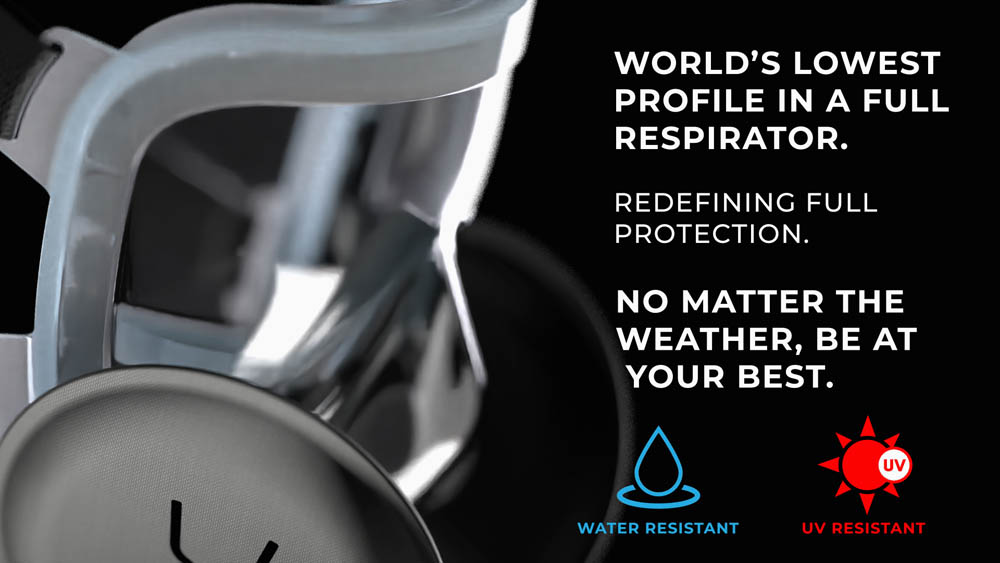 WORLD'S LOWEST
PROFILE IN A FULL
RESPIRATOR.
REDEFINING FULL
PROTECTION.
NO MATTER THE
WEATHER, BE AT
YOUR BEST.
UV
WATER RESISTANT
UV RESISTANT